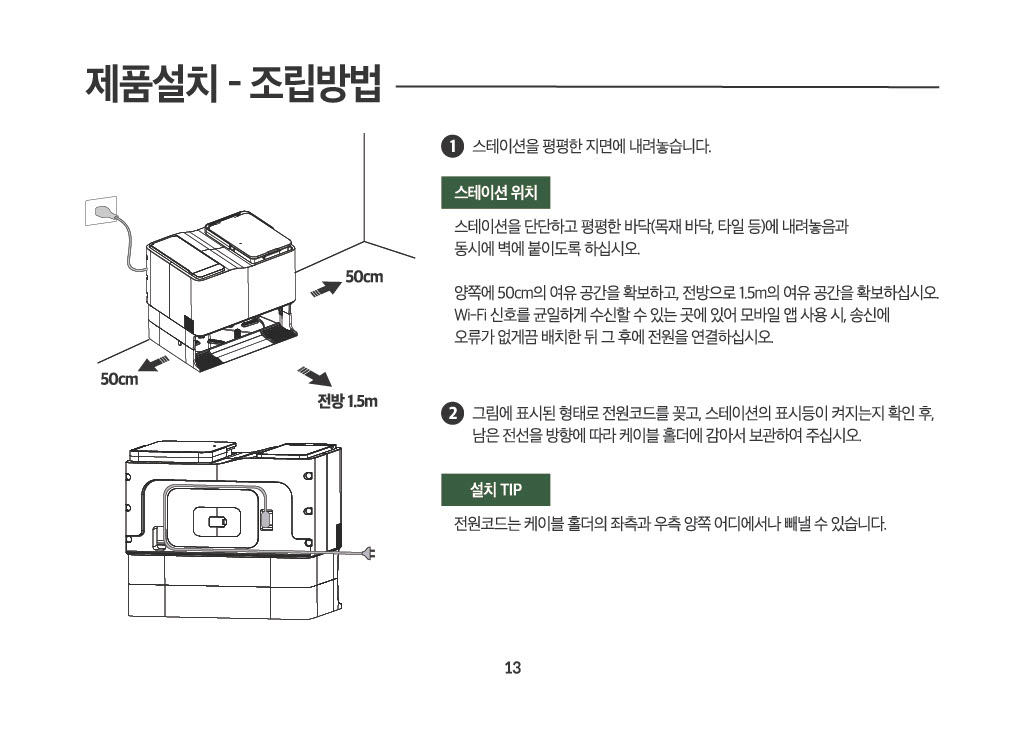 제품설치 - 조립방법
50cm
50cm
전방 1.5m
1 스테이션을 평평한 지면에 내려놓습니다.
스테이션 위치
스테이션을 단단하고 평평한 바닥(목재 바닥, 타일 등)에 내려놓음과
동시에 벽에 붙이도록 하십시오.
양쪽에 50cm의 여유 공간을 확보하고, 전방으로 1.5m의 여유 공간을 확보하십시오.
Wi-Fi 신호를 균일하게 수신할 수 있는 곳에 있어 모바일 앱 사용 시, 송신에
오류가 없게끔 배치한 뒤 그 후에 전원을 연결하십시오.
2 그림에 표시된 형태로 전원코드를 꽂고, 스테이션의 표시등이 켜지는지 확인 후,
남은 전선을 방향에 따라 케이블 홀더에 감아서 보관하여 주십시오.
설치 TIP
전원코드는 케이블 홀더의 좌측과 우측 양쪽 어디에서나 빼낼 수 있습니다.
13